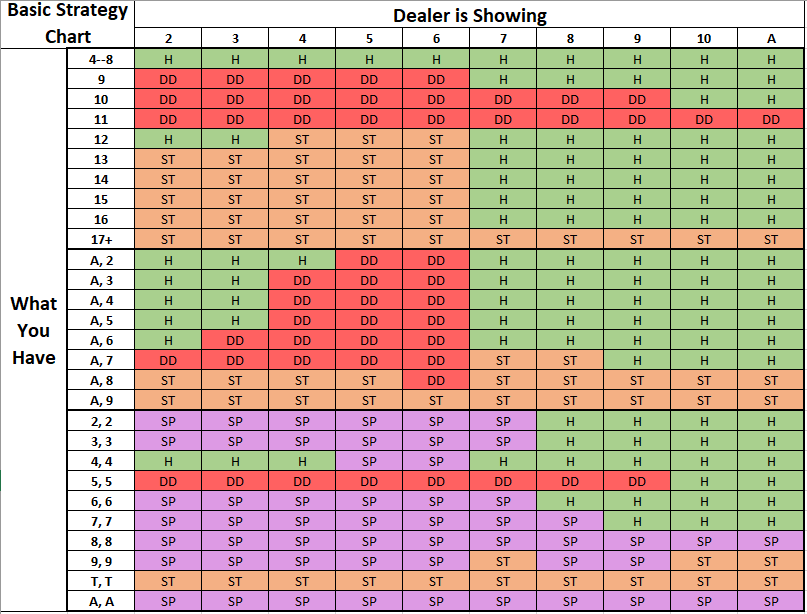 Basic Strategy Chart
Dealer is Showing
2 3 4 5 6 7 8 9 10 A
What You Have
4--8 H H H H H H H H H H
9 DD DD DD DD DD H H H H H
10 DD DD DD DD DD DD DD DD H H
11 DD DD DD DD DD DD DD DD DD DD
12 H H ST ST ST H H H H H
13 ST ST ST ST ST H H H H H
14 ST ST ST ST ST H H H H H
15 ST ST ST ST ST H H H H H
16 ST ST ST ST ST H H H H H
17+ ST ST ST ST ST ST ST ST ST ST
A, 2 H H H DD DD H H H H H
A, 3 H H DD DD DD H H H H H
A, 4 H H DD DD DD H H H H H
A, 5 H H DD DD DD H H H H H
A, 6 H DD DD DD DD H H H H H
A, 7 DD DD DD DD DD ST ST H H H
A, 8 ST ST ST ST DD ST ST ST ST ST
A, 9 ST ST ST ST ST ST ST ST ST ST
2, 2 SP SP SP SP SP SP H H H H
3, 3 SP SP SP SP SP SP H H H H
4, 4 H H H SP SP H H H H H
5, 5 DD DD DD DD DD DD DD DD H H
6, 6 SP SP SP SP SP SP H H H H
7, 7 SP SP SP SP SP SP SP H H H
8, 8 SP SP SP SP SP SP SP SP SP SP
9, 9 SP SP SP SP SP ST SP SP ST ST
T, T ST ST ST ST ST ST ST ST ST ST
A, A SP SP SP SP SP SP SP SP SP SP